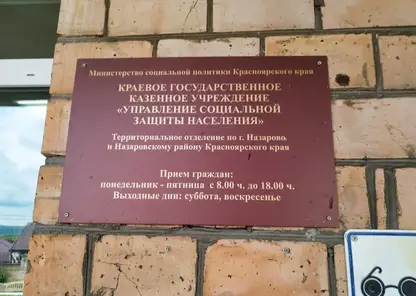 Министерство социальной политики Красноярского края
КРАЕВОЕ ГОСУДАРСТВЕННОЕ
КАЗЕННОЕ УЧРЕЖДЕНИЕ
«УПРАВЛЕНИЕ СОЦИАЛЬНОЙ
ЗАЩИТЫ НАСЕЛЕНИЯ»
Территориальное отделение по г. Назарово
и Назаровскому району Красноярского края
Прием граждан:
понедельник - пятница с 8.00 ч. до 18.00 ч.
Выходные дни: суббота, воскресенье